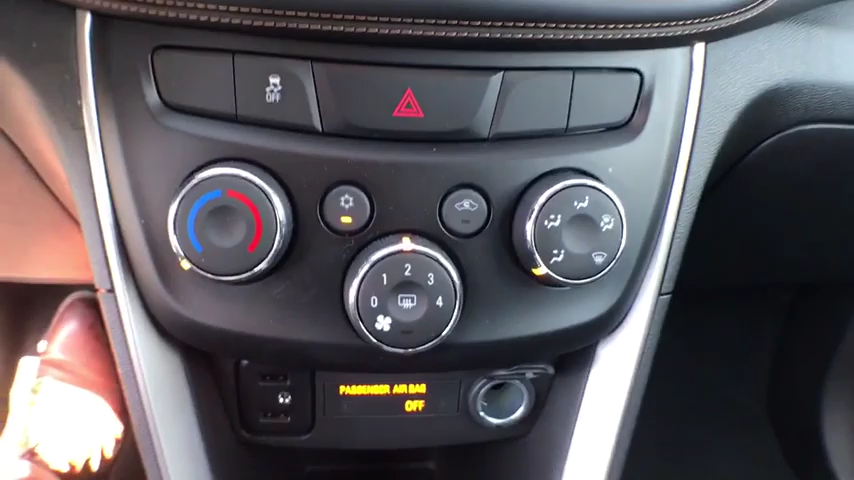 OFF
2
1 3
0 4
PASSENGER AIR BAG
OFF